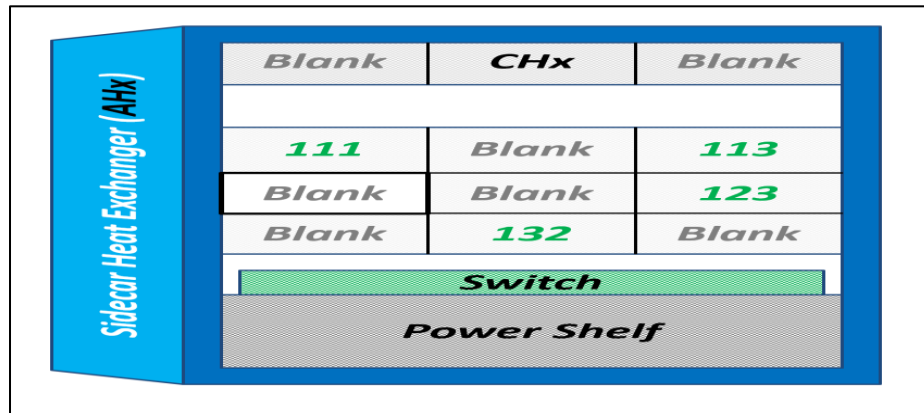 Sidecar Heat Exchanger (AHx)
Blank CHx Blank
111 Blank 113
Blank Blank 123
Blank 132 Blank
Switch
Power Shelf